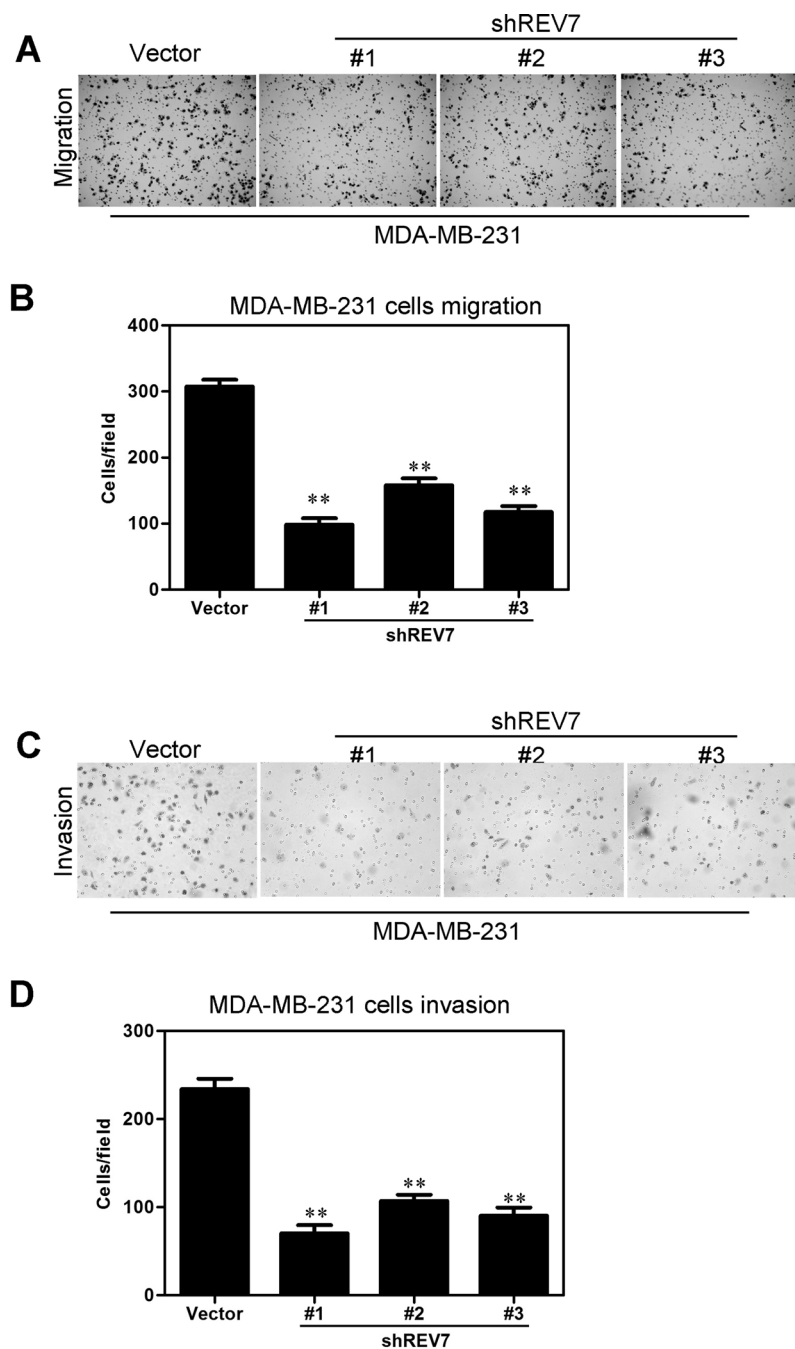 A
Vector
shREV7
#1 #2 #3
Migration
MDA-MB-231
B
MDA-MB-231 cells migration
Cells/field
400
300
200
100
0
**
**
**
Vector #1 #2 #3
shREV7
C
Vector
shREV7
#1 #2 #3
Invasion
MDA-MB-231
D
MDA-MB-231 cells invasion
Cells/field
300
200
100
0
**
**
**
Vector #1 #2 #3
shREV7